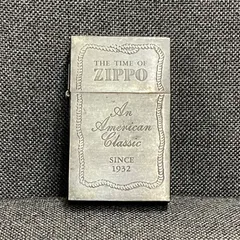 THE TIME OF
ZIPPO
An
American
Classic
SINCE
1932